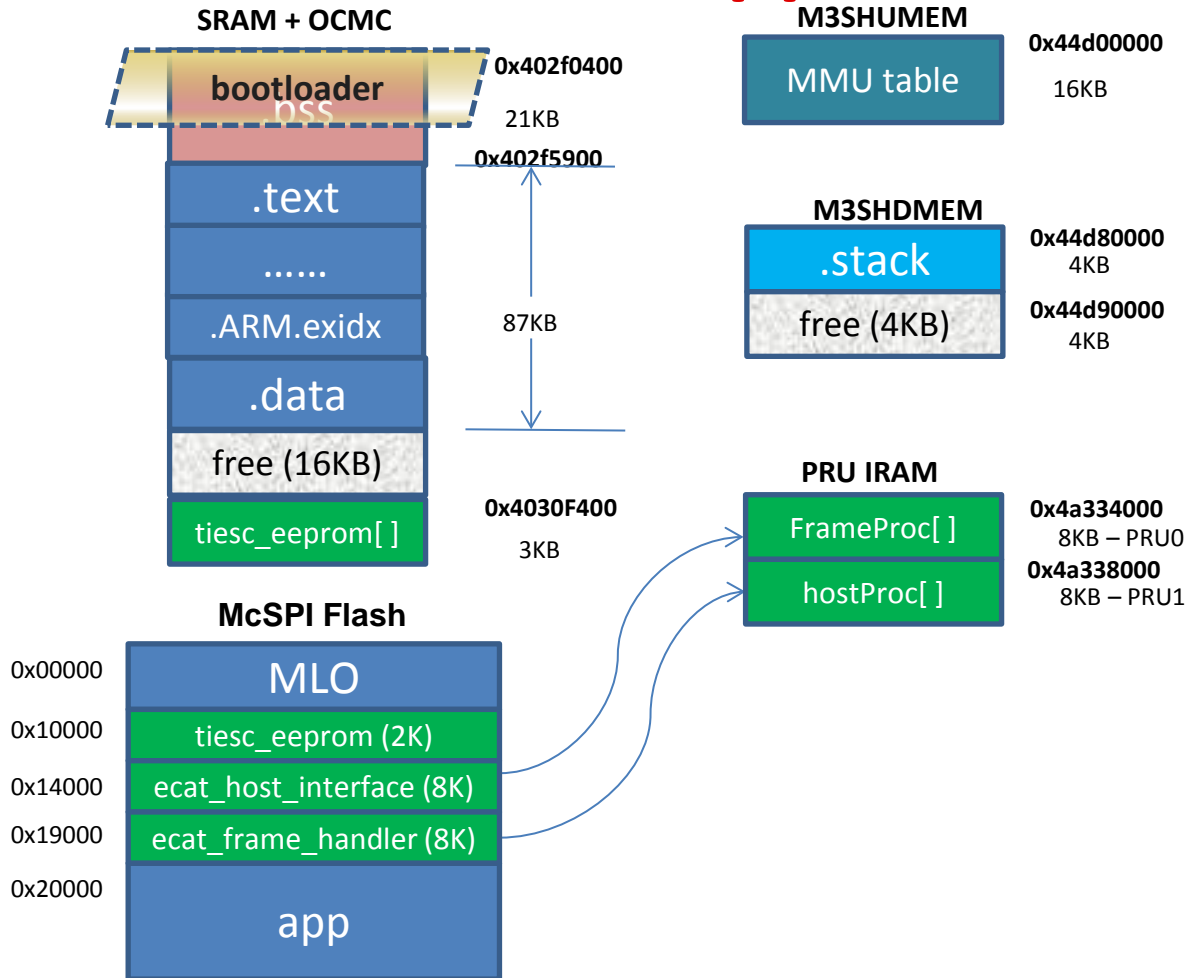 SRAM + OCMC
bootloader
.bss
0x402f0400
21KB
0x402f5900
.text
......
.ARM.exidx
.data
87KB
free (16KB)
tiesc_eeprom[ ]
0x4030F400
3KB
M3SHUMEM
MMU table
0x44d00000
16KB
M3SHDMEM
.stack
0x44d80000
4KB
free (4KB)
0x44d90000
4KB
PRU IRAM
FrameProc[ ]
0x4a334000
8KB – PRU0
hostProc[ ]
0x4a338000
8KB – PRU1
McSPI Flash
0x00000
MLO
0x10000
tiesc_eeprom (2K)
0x14000
ecat_host_interface (8K)
0x19000
ecat_frame_handler (8K)
0x20000
app